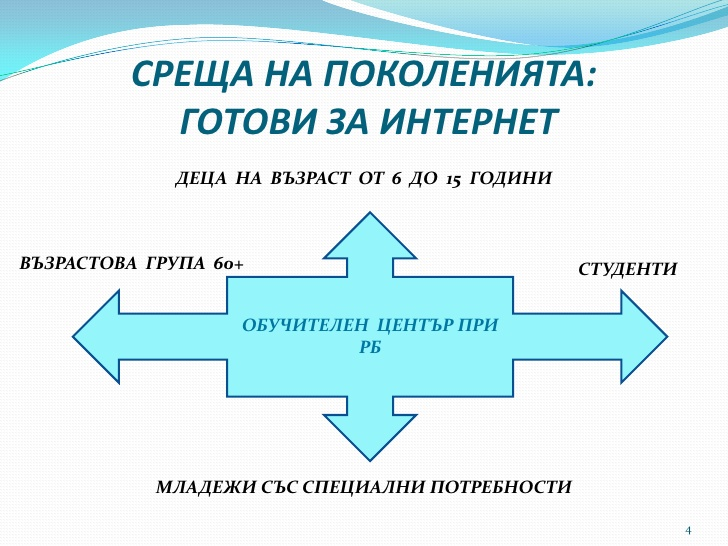 СРЕЩА НА ПОКОЛЕНИЯТА:
ГОТОВИ ЗА ИНТЕРНЕТ
ДЕЦА НА ВЪЗРАСТ ОТ 6 ДО 15 ГОДИНИ
ВЪЗРАСТОВА ГРУПА 60+
СТУДЕНТИ
ОБУЧИТЕЛЕН ЦЕНТЪР ПРИ
РБ
МЛАДЕЖИ СЪС СПЕЦИАЛНИ ПОТРЕБНОСТИ
4